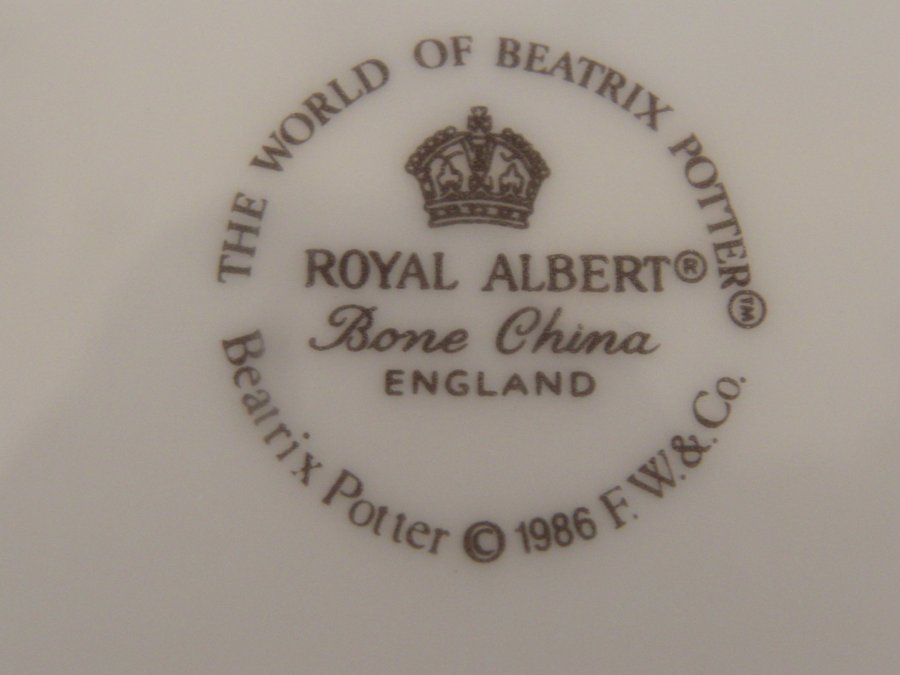 THE WORLD OF BEATRIX POTTER™
ROYAL ALBERT®
Bone China
ENGLAND
Beatrix Potter © 1986 F. W. & Co.